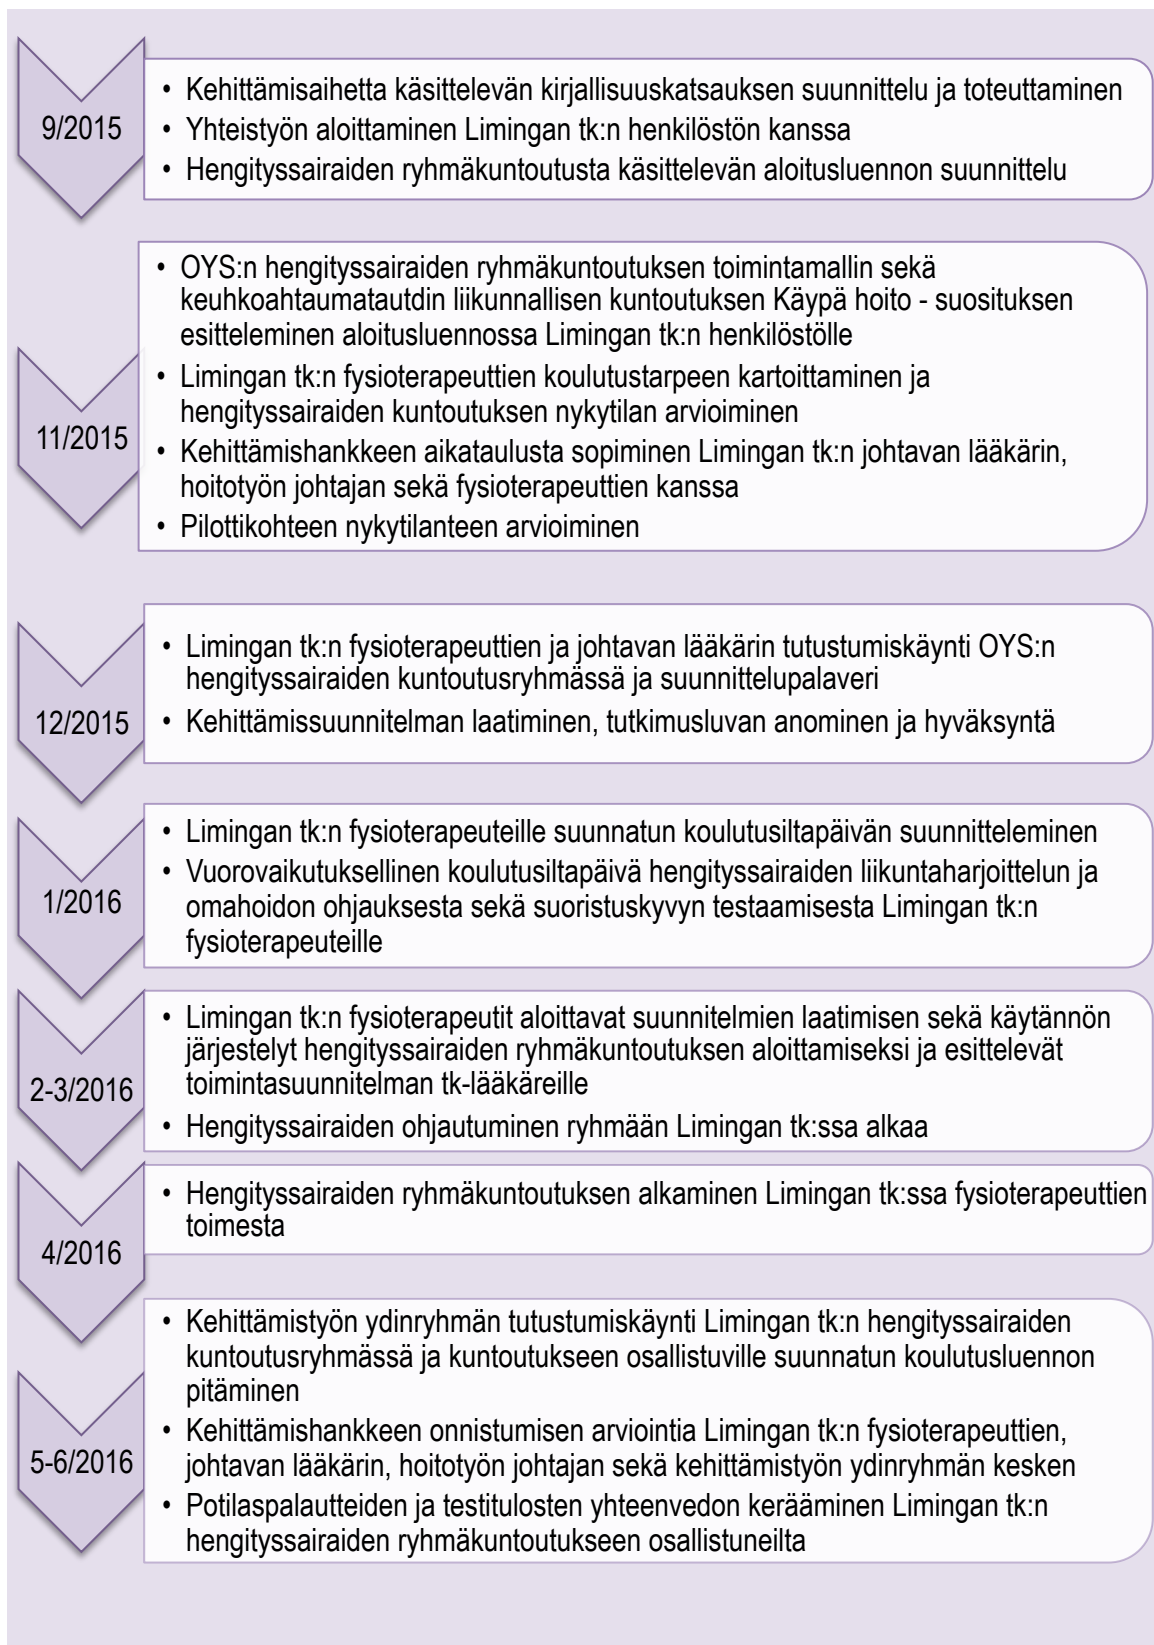 9/2015
• Kehittämisaihetta käsittelevän kirjallisuuskatsauksen suunnittelu ja toteuttaminen
• Yhteistyön aloittaminen Limingan tk:n henkilöstön kanssa
• Hengityssairaiden ryhmäkuntoutusta käsittelevän aloitusluennon suunnittelu
11/2015
• OYS:n hengityssairaiden ryhmäkuntoutuksen toimintamallin sekä
keuhkoahtaumatautdin liikunnallisen kuntoutuksen Käypä hoito - suosituksen
esitteleminen aloitusluennossa Limingan tk:n henkilöstölle
• Limingan tk:n fysioterapeuttien koulutustarpeen kartoittaminen ja
hengityssairaiden kuntoutuksen nykytilan arvioiminen
• Kehittämishankkeen aikataulusta sopiminen Limingan tk:n johtavan lääkärin,
hoitotyön johtajan sekä fysioterapeuttien kanssa
• Pilottikohteen nykytilanteen arvioiminen
12/2015
• Limingan tk:n fysioterapeuttien ja johtavan lääkärin tutustumiskäynti OYS:n
hengityssairaiden kuntoutusryhmässä ja suunnittelupalaveri
• Kehittämissuunnitelman laatiminen, tutkimusluvan anominen ja hyväksyntä
1/2016
• Limingan tk:n fysioterapeuteille suunnatun koulutusiltapäivän suunnitteleminen
• Vuorovaikutuksellinen koulutusiltapäivä hengityssairaiden liikuntaharjoittelun ja
omahoidon ohjauksesta sekä suoristuskyvyn testaamisesta Limingan tk:n
fysioterapeuteille
2-3/2016
• Limingan tk:n fysioterapeutit aloittavat suunnitelmien laatimisen sekä käytännön
järjestelyt hengityssairaiden ryhmäkuntoutuksen aloittamiseksi ja esittelevät
toimintasuunnitelman tk-lääkäreille
• Hengityssairaiden ohjautuminen ryhmään Limingan tk:ssa alkaa
4/2016
• Hengityssairaiden ryhmäkuntoutuksen alkaminen Limingan tk:ssa fysioterapeuttien
toimesta
5-6/2016
• Kehittämistyön ydinryhmän tutustumiskäynti Limingan tk:n hengityssairaiden
kuntoutusryhmässä ja kuntoutukseen osallistuville suunnatun koulutusluennon
pitäminen
• Kehittämishankkeen onnistumisen arviointia Limingan tk:n fysioterapeuttien,
johtavan lääkärin, hoitotyön johtajan sekä kehittämistyön ydinryhmän kesken
• Potilaspalautteiden ja testitulosten yhteenvedon kerääminen Limingan tk:n
hengityssairaiden ryhmäkuntoutukseen osallistuneilta